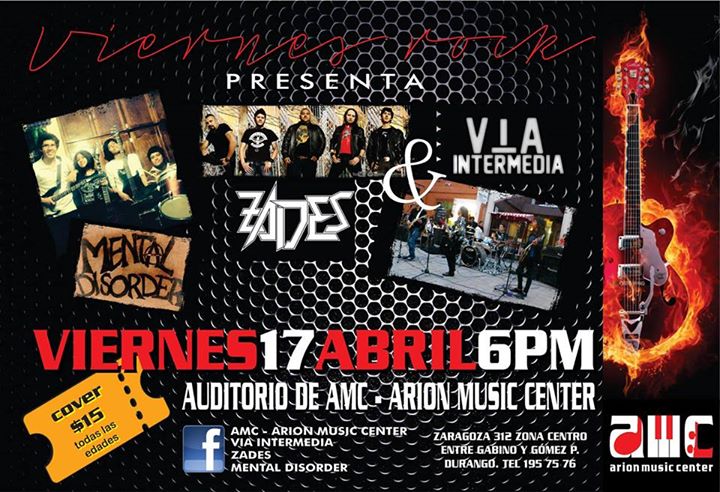 Viernes rock
PRESENTA
MENTAL
DISORDER
ZADES
&
VIA
INTERMEDIA
VIERNES17ABRIL6PM
AUDITORIO DE AMC - ARION MUSIC CENTER
cover
$15
todas las
edades
f
AMC - ARION MUSIC CENTER
VIA INTERMEDIA
ZADES
MENTAL DISORDER
ZARAGOZA 312 ZONA CENTRO
ENTRE GABINO Y GÓMEZ P.
DURANGO. TEL 195 75 76
amc
arion music center